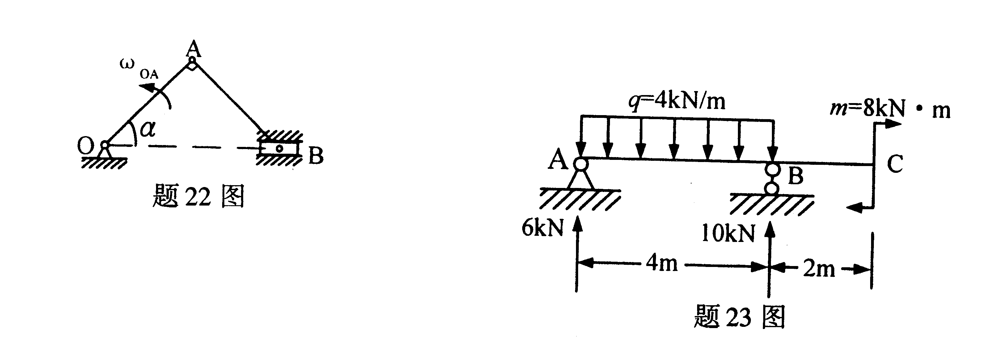 A
ω OA
α
O
B
题 22 图
q=4kN/m
m=8kN·m
A
B
C
6kN
10kN
4m
2m
题 23 图